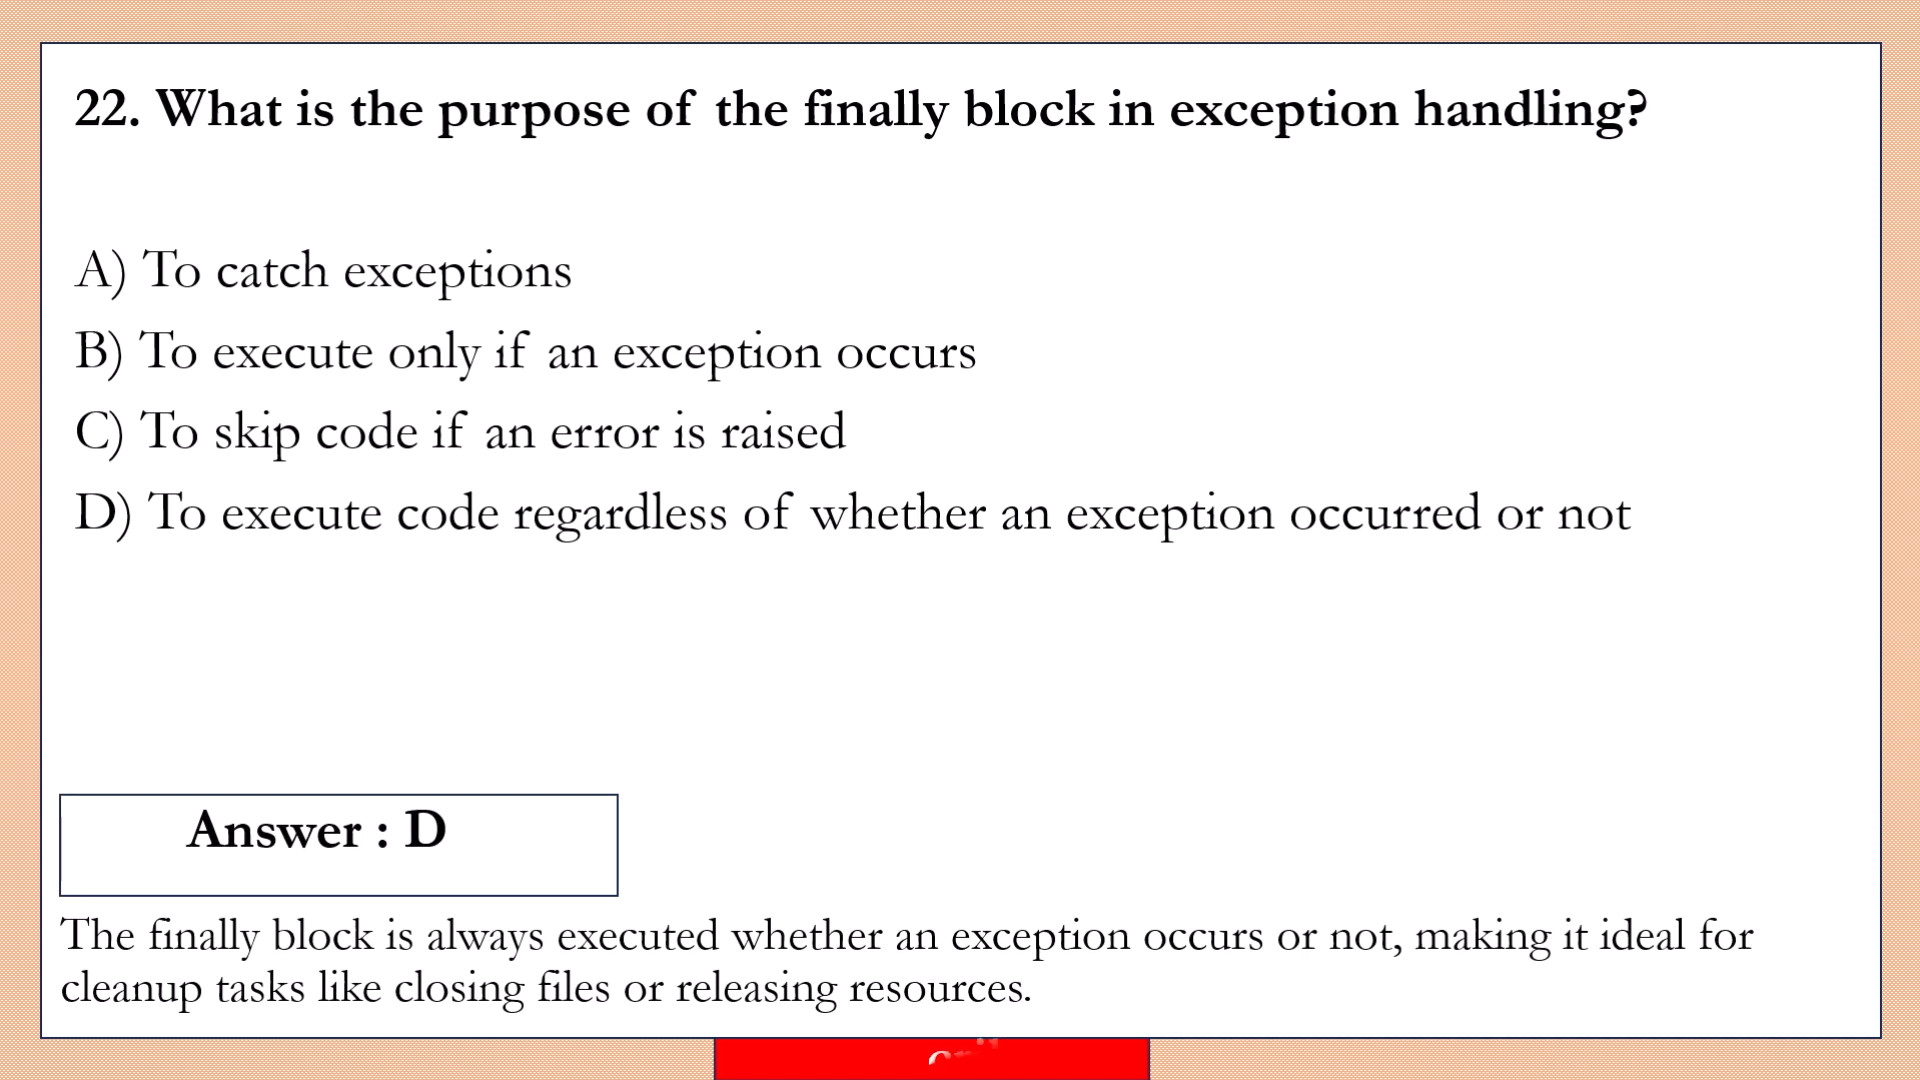 22. What is the purpose of the finally block in exception handling?
A) To catch exceptions
B) To execute only if an exception occurs
C) To skip code if an error is raised
D) To execute code regardless of whether an exception occurred or not
Answer : D
The finally block is always executed whether an exception occurs or not, making it ideal for
cleanup tasks like closing files or releasing resources.